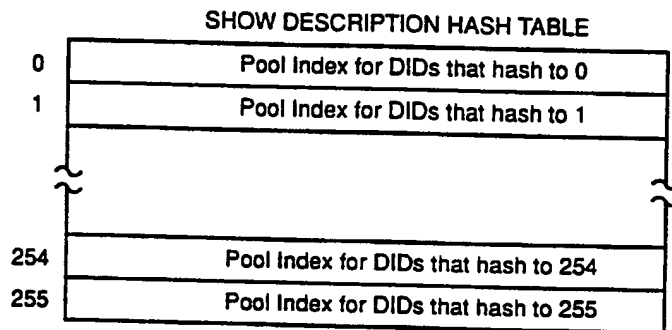 SHOW DESCRIPTION HASH TABLE
0 Pool Index for DIDs that hash to 0
1 Pool Index for DIDs that hash to 1
254 Pool Index for DIDs that hash to 254
255 Pool Index for DIDs that hash to 255